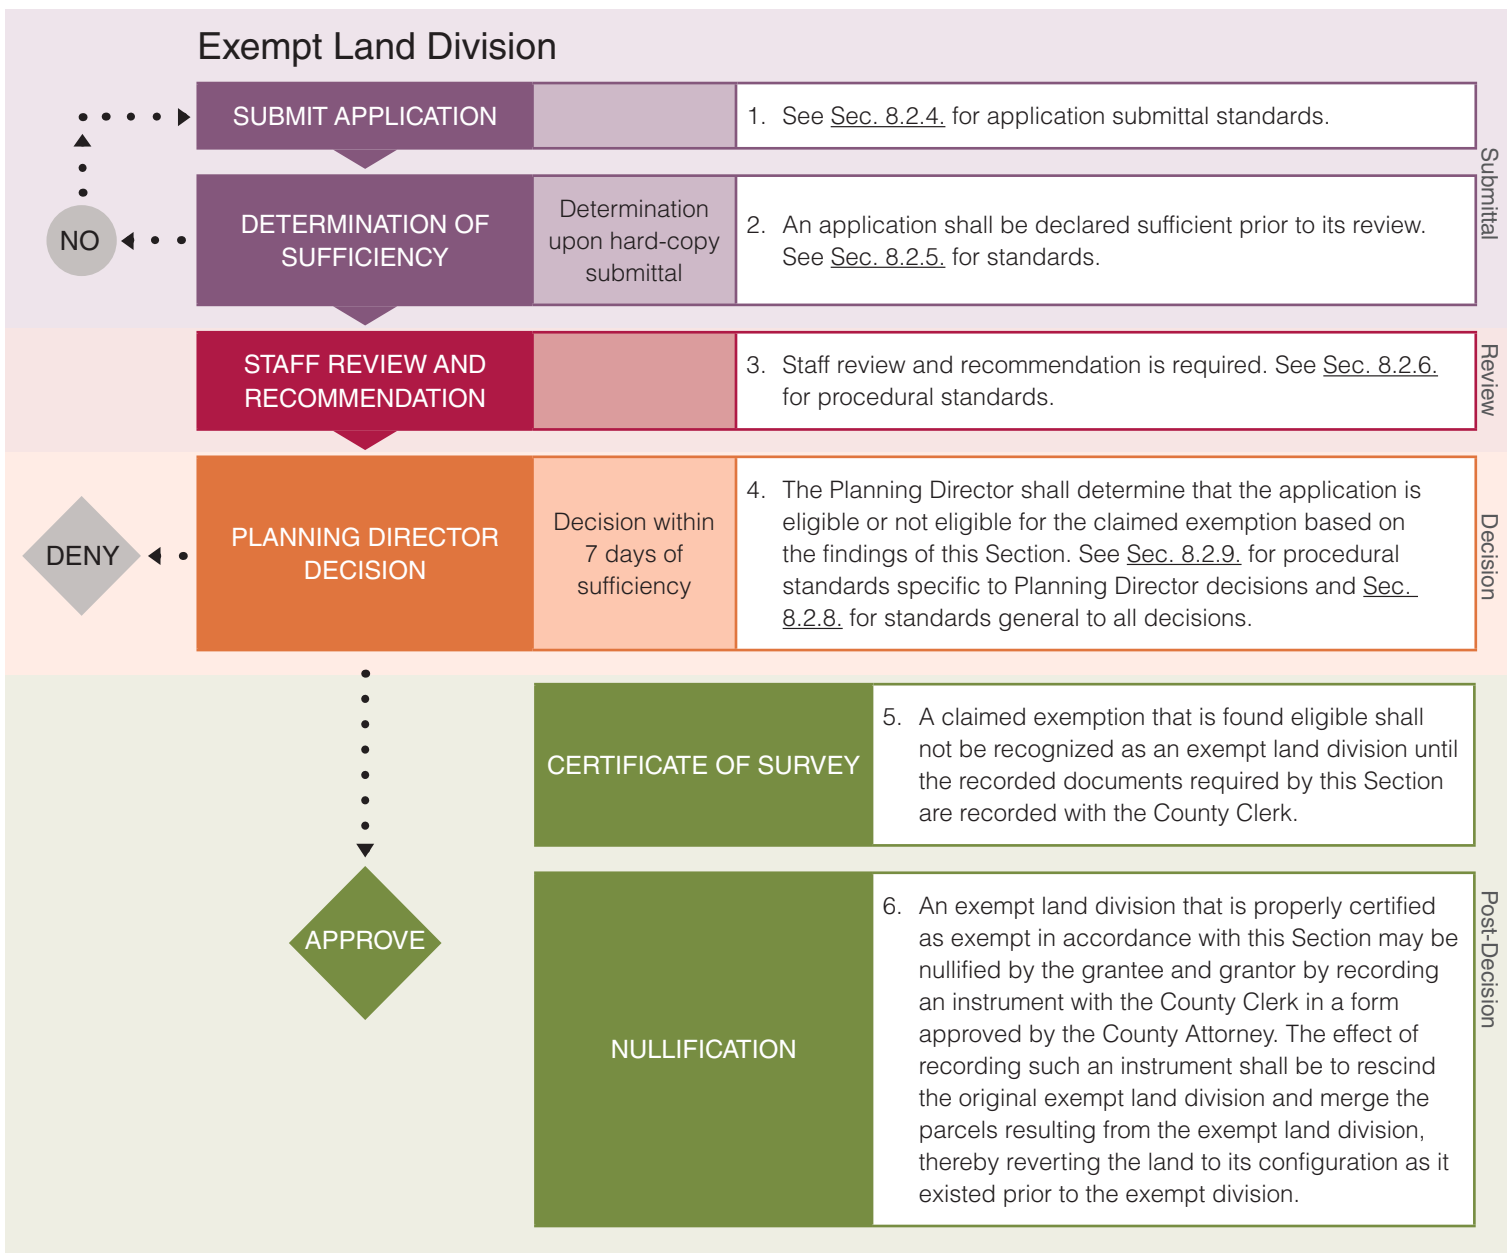 Exempt Land Division
SUBMIT APPLICATION
1. See Sec. 8.2.4. for application submittal standards.
Submittal
NO
DETERMINATION OF
SUFFICIENCY
Determination
upon hard-copy
submittal
2. An application shall be declared sufficient prior to its review.
See Sec. 8.2.5. for standards.
STAFF REVIEW AND
RECOMMENDATION
3. Staff review and recommendation is required. See Sec. 8.2.6.
for procedural standards.
Review
DENY
PLANNING DIRECTOR
DECISION
Decision within
7 days of
sufficiency
4. The Planning Director shall determine that the application is
eligible or not eligible for the claimed exemption based on
the findings of this Section. See Sec. 8.2.9. for procedural
standards specific to Planning Director decisions and Sec.
8.2.8. for standards general to all decisions.
Decision
CERTIFICATE OF SURVEY
5. A claimed exemption that is found eligible shall
not be recognized as an exempt land division until
the recorded documents required by this Section
are recorded with the County Clerk.
APPROVE
NULLIFICATION
6. An exempt land division that is properly certified
as exempt in accordance with this Section may be
nullified by the grantee and grantor by recording
an instrument with the County Clerk in a form
approved by the County Attorney. The effect of
recording such an instrument shall be to rescind
the original exempt land division and merge the
parcels resulting from the exempt land division,
thereby reverting the land to its configuration as it
existed prior to the exempt division.
Post-Decision